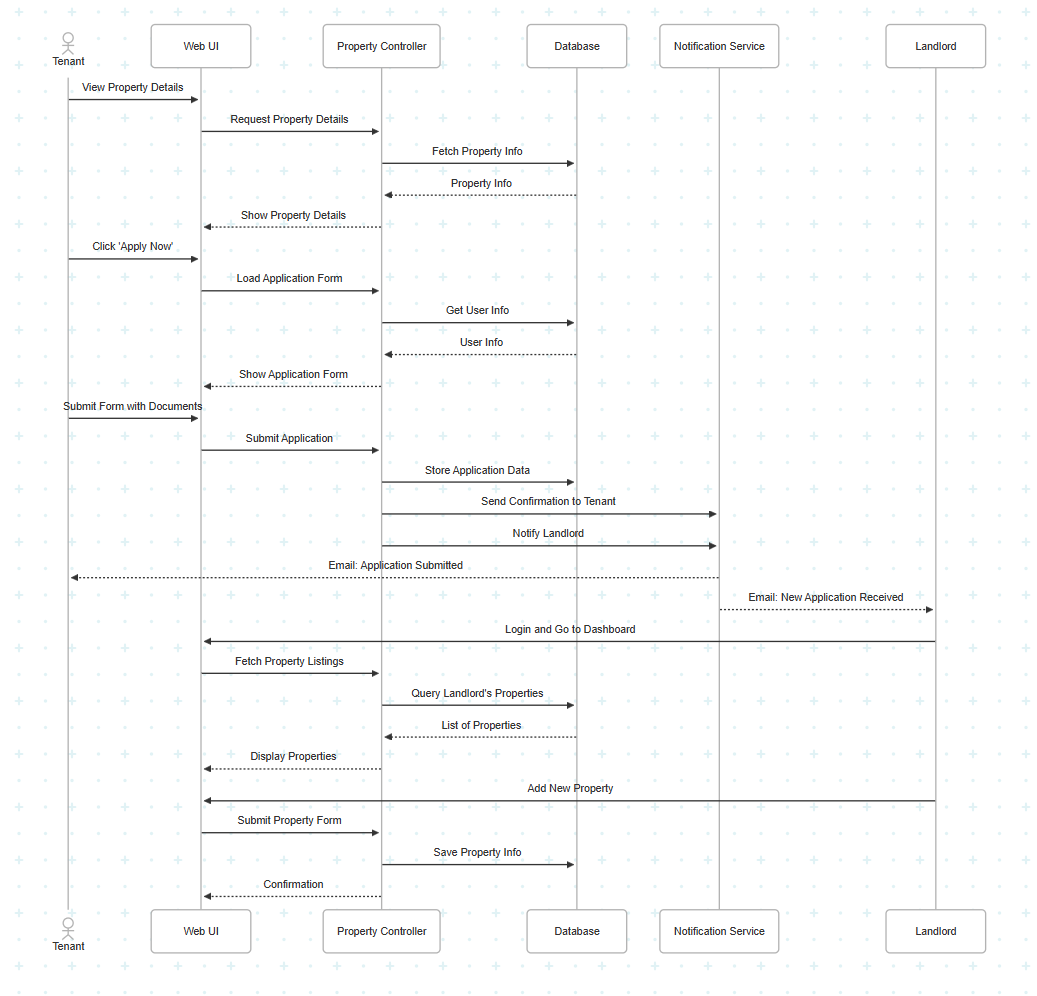 Tenant
Web UI
Property Controller
Database
Notification Service
Landlord
View Property Details
Request Property Details
Fetch Property Info
Property Info
Show Property Details
Click 'Apply Now'
Load Application Form
Get User Info
User Info
Show Application Form
Submit Form with Documents
Submit Application
Store Application Data
Send Confirmation to Tenant
Notify Landlord
Email: Application Submitted
Email: New Application Received
Login and Go to Dashboard
Fetch Property Listings
Query Landlord's Properties
List of Properties
Display Properties
Add New Property
Submit Property Form
Save Property Info
Confirmation
Tenant
Web UI
Property Controller
Database
Notification Service
Landlord